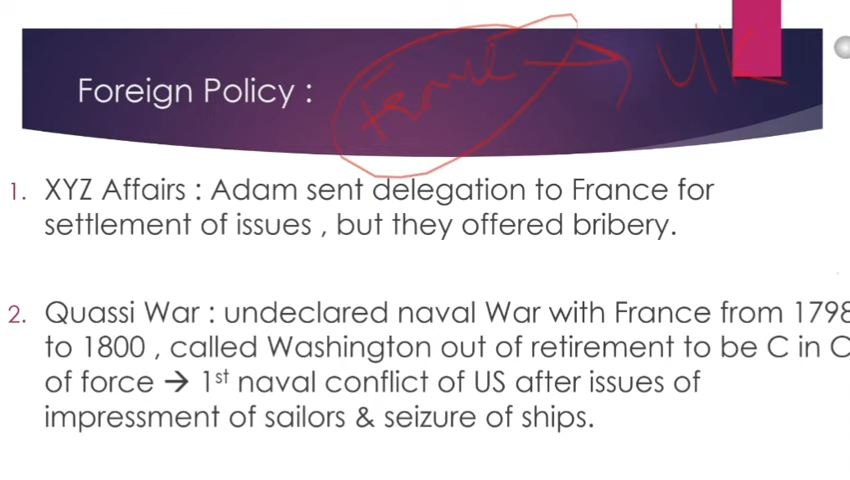 Foreign Policy :
France → UK
1. XYZ Affairs : Adam sent delegation to France for
settlement of issues , but they offered bribery.
2. Quassi War : undeclared naval War with France from 1798
to 1800 , called Washington out of retirement to be C in C
of force → 1st naval conflict of US after issues of
impressment of sailors & seizure of ships.